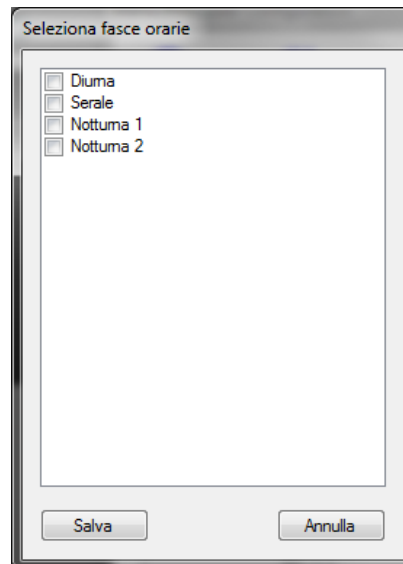 Seleziona fasce orarie
Diurna
Serale
Notturna 1
Notturna 2
Salva
Annulla